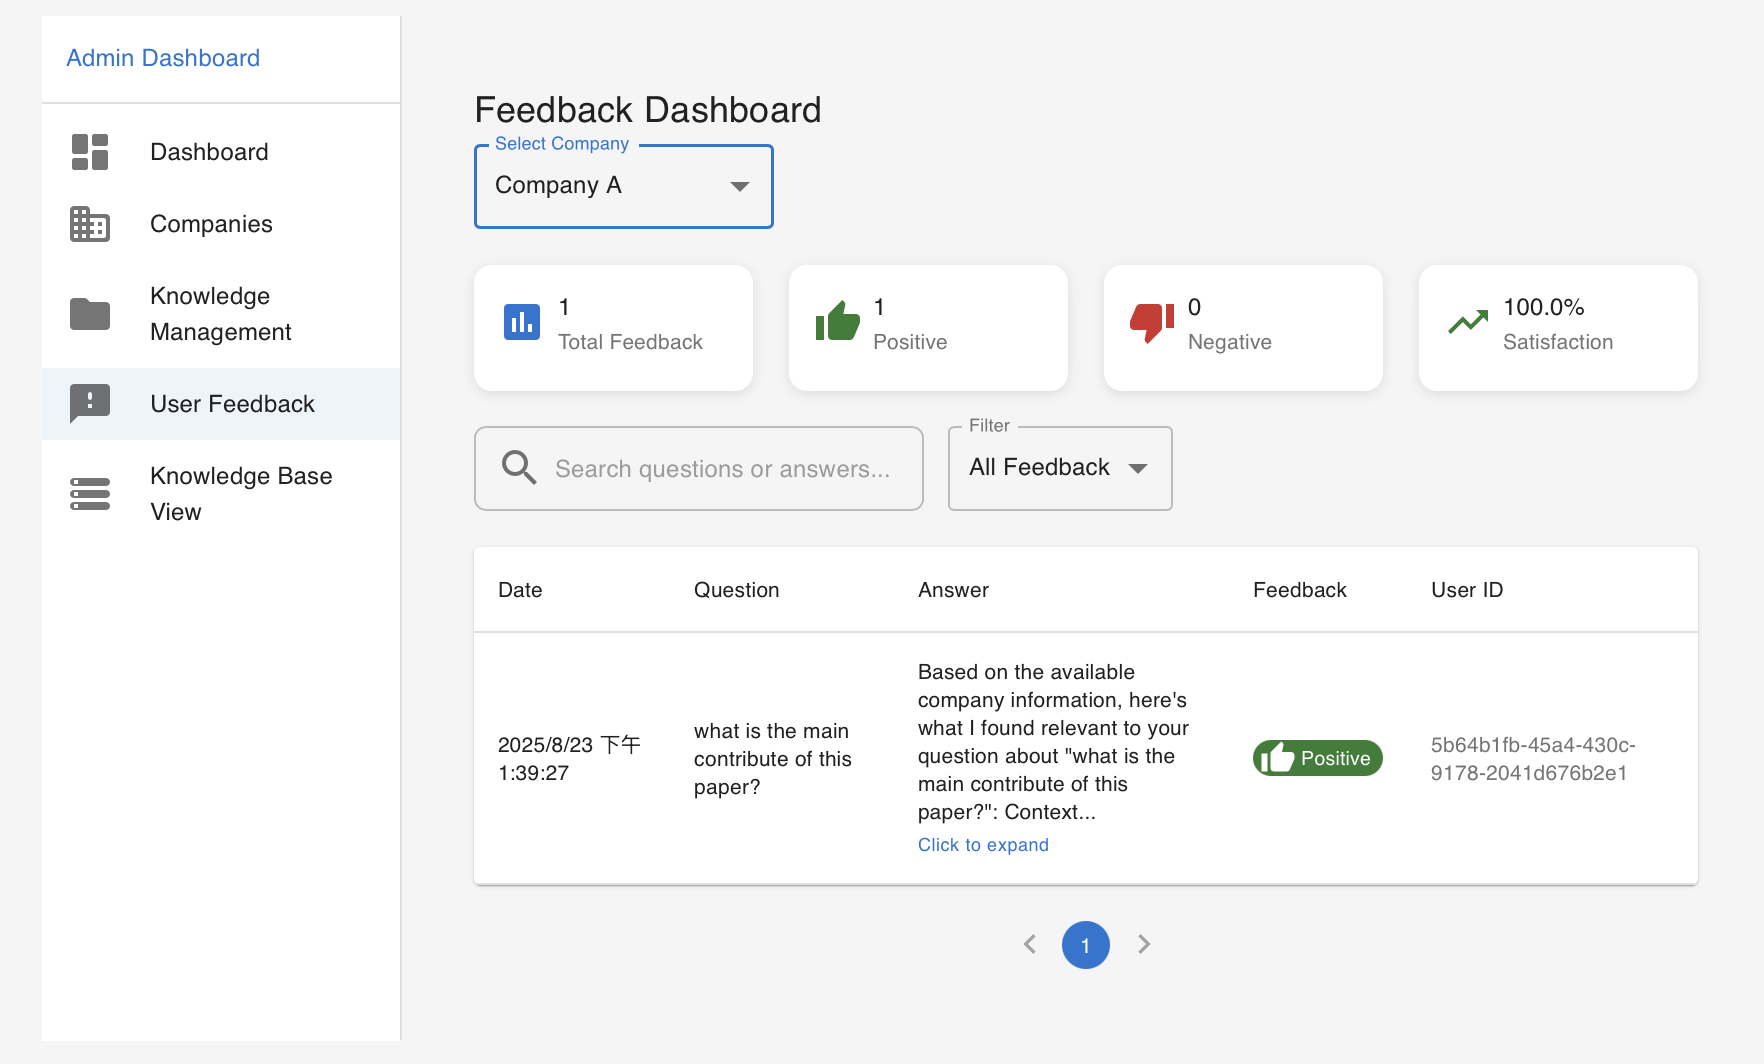 Admin Dashboard
Dashboard
Companies
Knowledge
Management
User Feedback
Knowledge Base
View
Feedback Dashboard
Select Company
Company A
1
Total Feedback
1
Positive
0
Negative
100.0%
Satisfaction
Search questions or answers...
Filter
All Feedback
Date Question Answer Feedback User ID
2025/8/23 下午
1:39:27
what is the main
contribute of this
paper?
Based on the available
company information, here's
what I found relevant to your
question about "what is the
main contribute of this
paper?": Context...
Click to expand
Positive
5b64b1fb-45a4-430c-
9178-2041d676b2e1
1